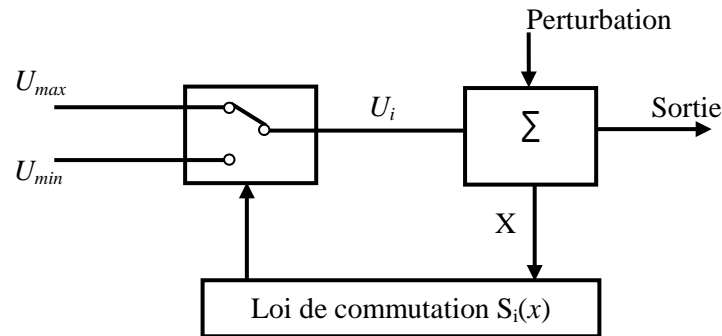 Perturbation
U_max
U_i
Σ
Sortie
U_min
X
Loi de commutation S_i(x)